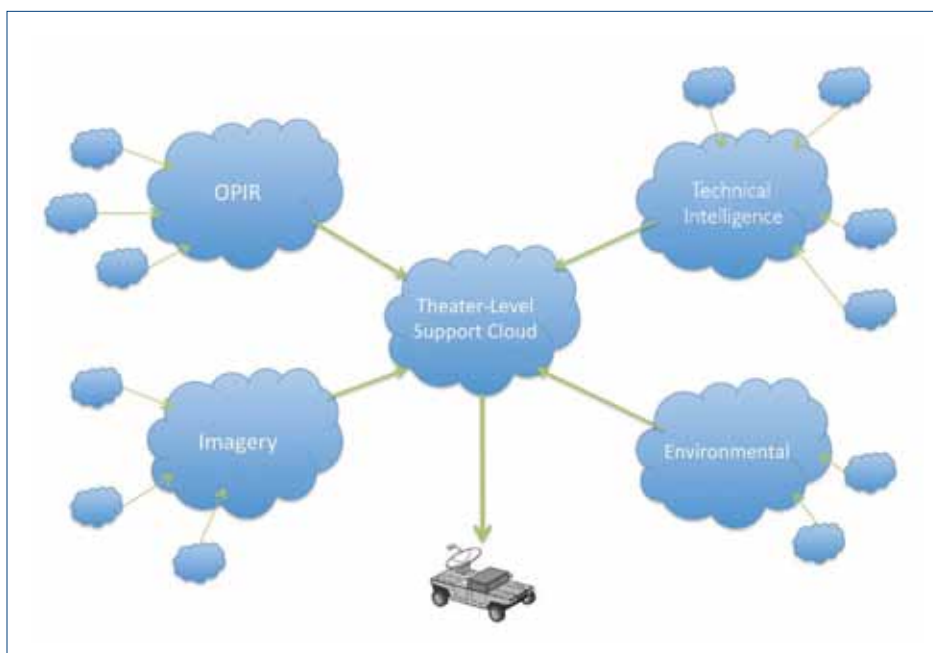 OPIR
Technical
Intelligence
Theater-Level
Support Cloud
Imagery
Environmental